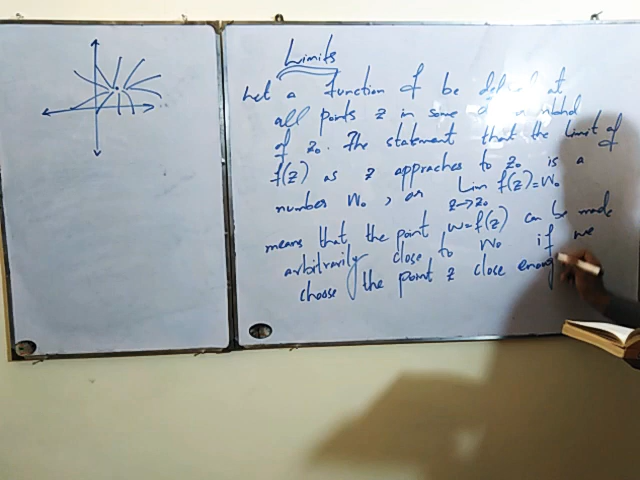 Limits
Let a function f be defined at
all points z in some nbhd
of z₀. The statement that the limit of
f(z) as z approaches to z₀ is a
number w₀, or Lim f(z)=w₀
z→z₀
means that the point w=f(z) can be made
arbitrarily close to w₀ if we
choose the point z close enoug